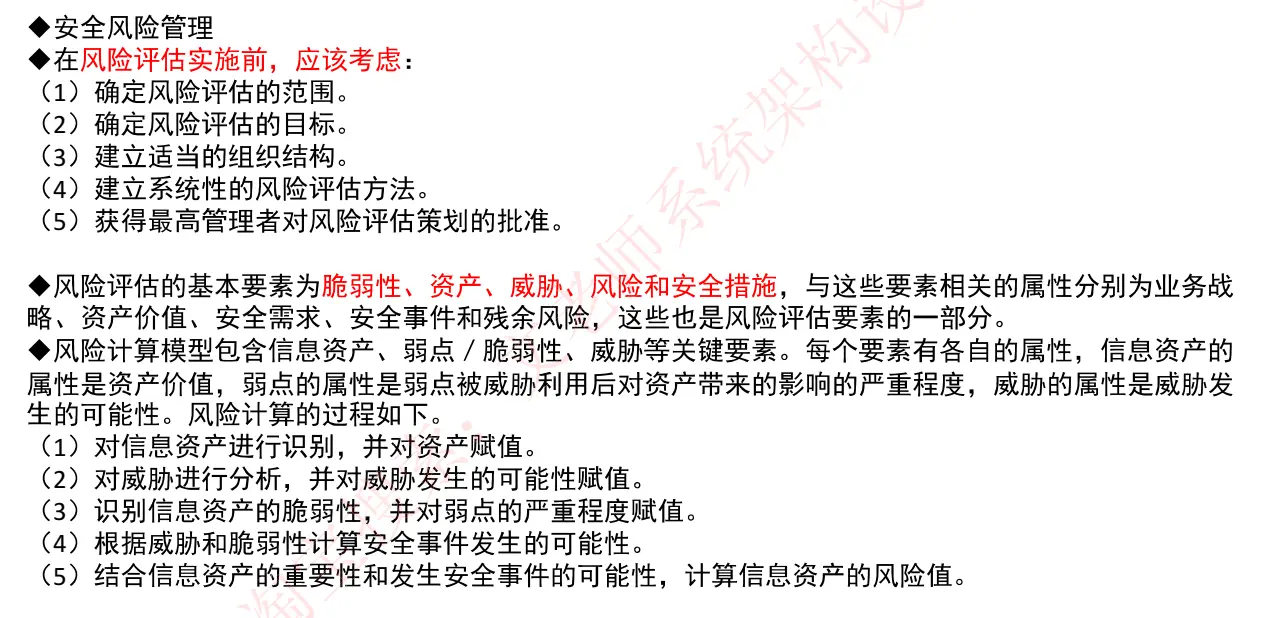 ◆安全风险管理
◆在风险评估实施前，应该考虑：
（1）确定风险评估的范围。
（2）确定风险评估的目标。
（3）建立适当的组织结构。
（4）建立系统性的风险评估方法。
（5）获得最高管理者对风险评估策划的批准。
◆风险评估的基本要素为脆弱性、资产、威胁、风险和安全措施，与这些要素相关的属性分别为业务战
略、资产价值、安全需求、安全事件和残余风险，这些也是风险评估要素的一部分。
◆风险计算模型包含信息资产、弱点／脆弱性、威胁等关键要素。每个要素有各自的属性，信息资产的
属性是资产价值，弱点的属性是弱点被威胁利用后对资产带来的影响的严重程度，威胁的属性是威胁发
生的可能性。风险计算的过程如下。
（1）对信息资产进行识别，并对资产赋值。
（2）对威胁进行分析，并对威胁发生的可能性赋值。
（3）识别信息资产的脆弱性，并对弱点的严重程度赋值。
（4）根据威胁和脆弱性计算安全事件发生的可能性。
（5）结合信息资产的重要性和发生安全事件的可能性，计算信息资产的风险值。
老师系统架构设